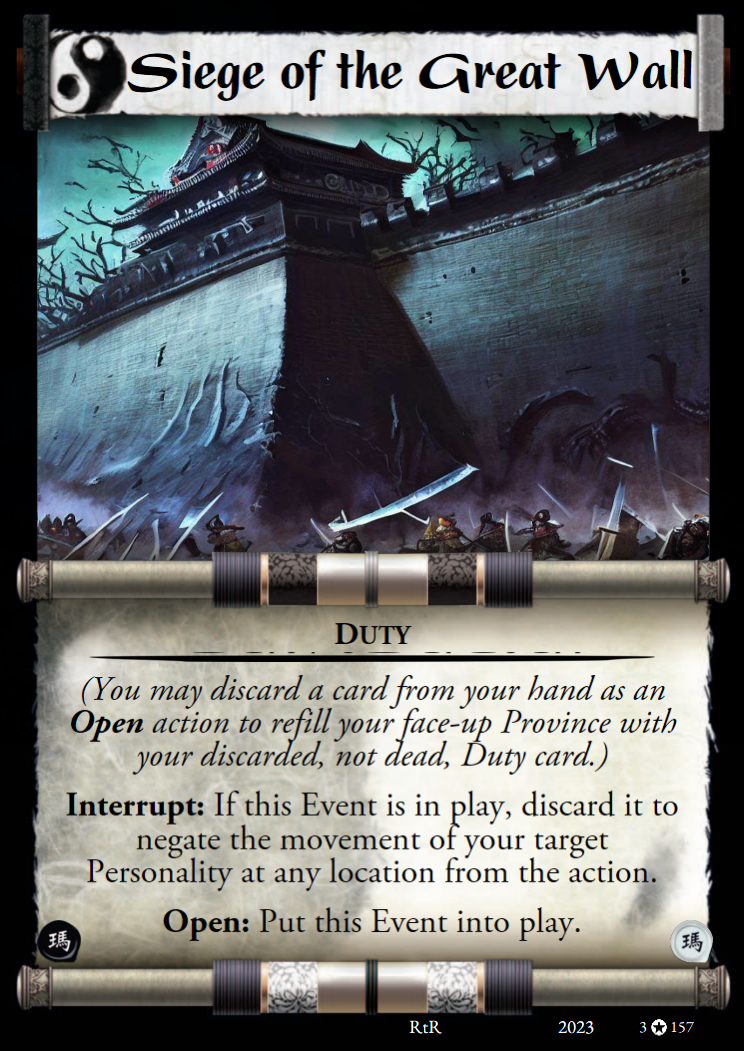 Siege of the Great Wall
DUTY
(You may discard a card from your hand as an
Open action to refill your face-up Province with
your discarded, not dead, Duty card.)
Interrupt: If this Event is in play, discard it to
negate the movement of your target
Personality at any location from the action.
Open: Put this Event into play.
瑪 瑪
RtR 2023 3 ✪ 157